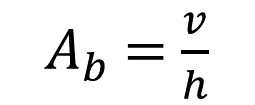 A_b = v/h